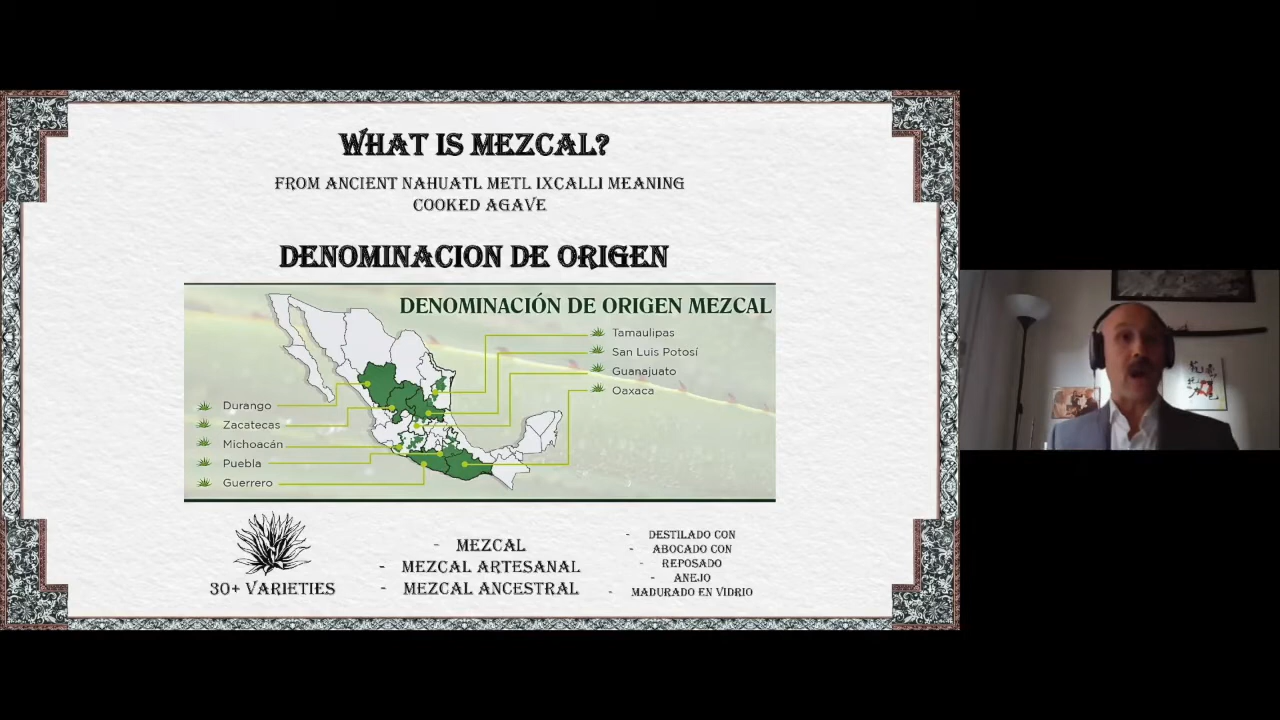 WHAT IS MEZCAL?
FROM ANCIENT NAHUATL METL IXCALLI MEANING
COOKED AGAVE
DENOMINACION DE ORIGEN
DENOMINACIÓN DE ORIGEN MEZCAL
Tamaulipas
San Luis Potosí
Guanajuato
Oaxaca
Durango
Zacatecas
Michoacán
Puebla
Guerrero
30+ VARIETIES
- MEZCAL
- MEZCAL ARTESANAL
- MEZCAL ANCESTRAL
- DESTILADO CON
- ABOCADO CON
- REPOSADO
- ANEJO
- MADURADO EN VIDRIO